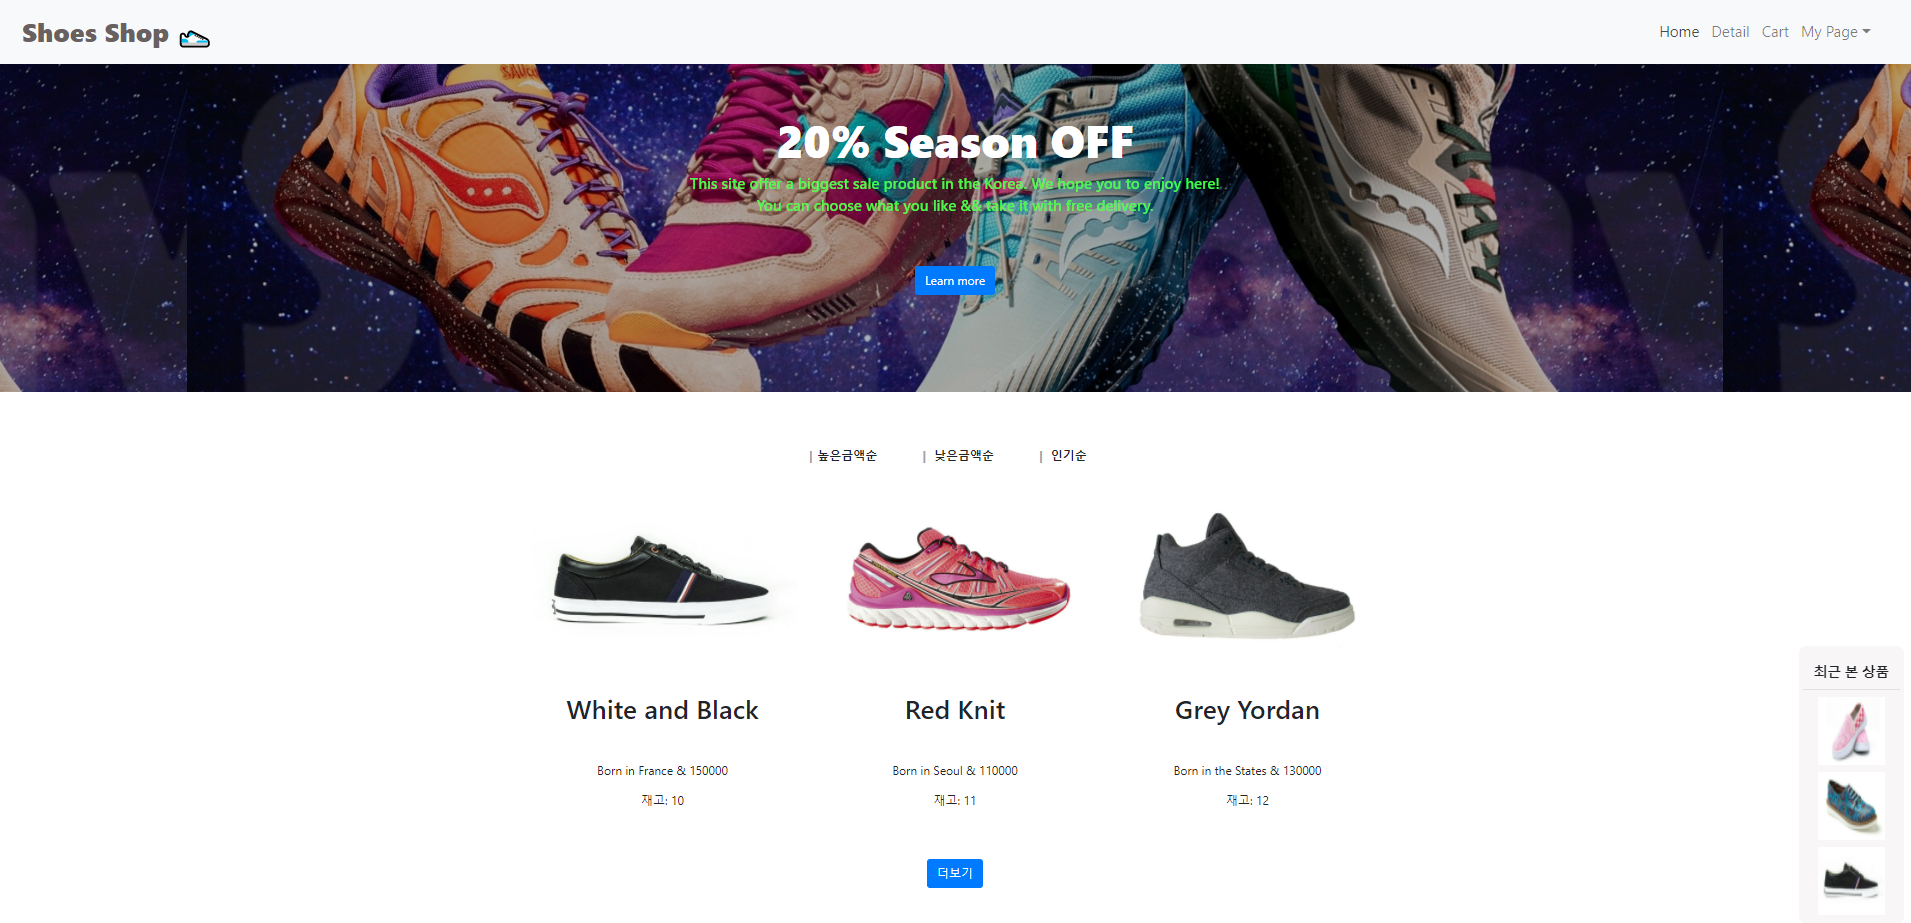 Shoes Shop
Home Detail Cart My Page
SAUCO
20% Season OFF
This site offer a biggest sale product in the Korea. We hope you to enjoy here!
You can choose what you like && take it with free delivery.
Learn more
| 높은금액순 | 낮은금액순 | 인기순
White and Black
Born in France & 150000
재고: 10
Red Knit
Born in Seoul & 110000
재고: 11
Grey Yordan
Born in the States & 130000
재고: 12
더보기
최근 본 상품